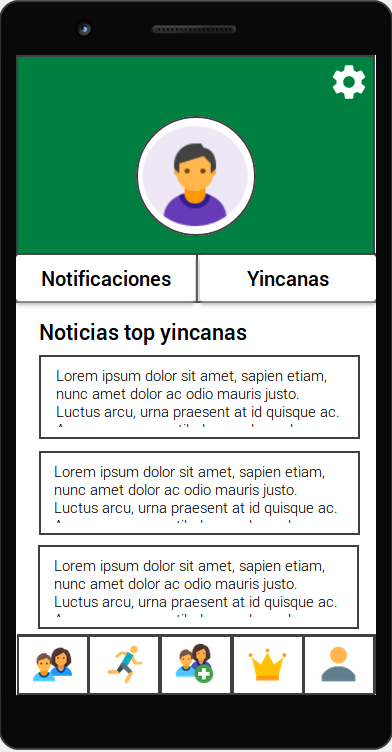 Notificaciones
Yincanas
Noticias top yincanas
Lorem ipsum dolor sit amet, sapien etiam,
nunc amet dolor ac odio mauris justo.
Luctus arcu, urna praesent at id quisque ac.
Lorem ipsum dolor sit amet, sapien etiam,
nunc amet dolor ac odio mauris justo.
Luctus arcu, urna praesent at id quisque ac.
Lorem ipsum dolor sit amet, sapien etiam,
nunc amet dolor ac odio mauris justo.
Luctus arcu, urna praesent at id quisque ac.